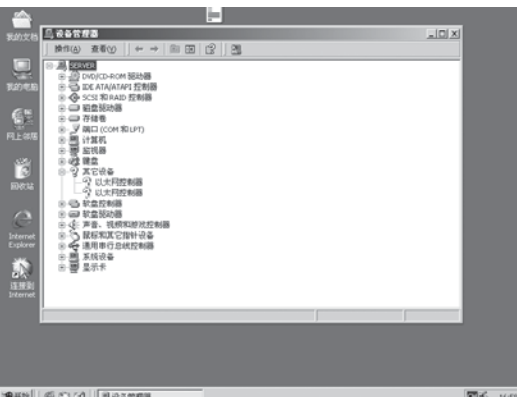 我的文档
我的电脑
网上邻居
回收站
Internet
Explorer
连接到
Internet
设备管理器
操作(A) 查看(V)
SERVER
DVD/CD-ROM 驱动器
IDE ATA/ATAPI 控制器
SCSI 和 RAID 控制器
磁盘驱动器
存储卷
端口 (COM 和 LPT)
计算机
监视器
键盘
其它设备
以太网控制器
以太网控制器
软盘控制器
软盘驱动器
声音、视频和游戏控制器
鼠标和其它指针设备
通用串行总线控制器
系统设备
显示卡
开始
设备管理器